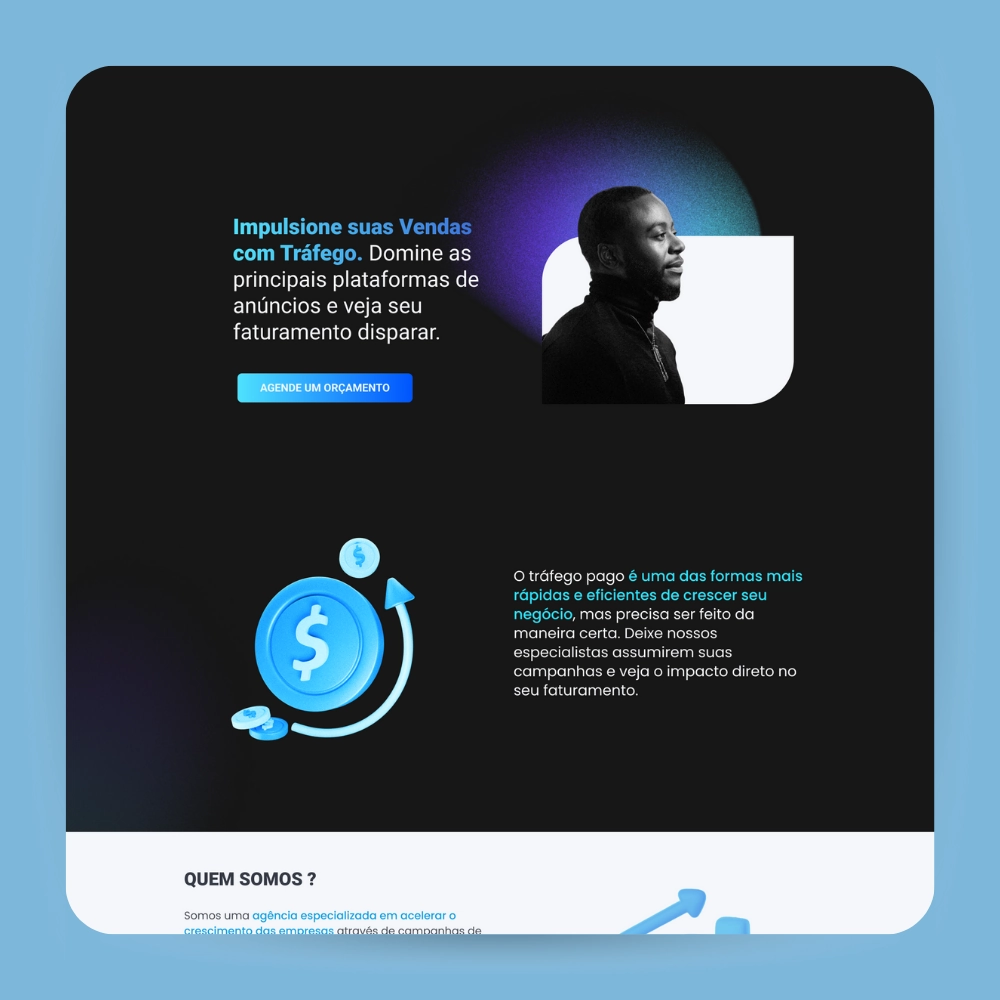 Impulsione suas Vendas
com Tráfego. Domine as
principais plataformas de
anúncios e veja seu
faturamento disparar.
AGENDE UM ORÇAMENTO
$
$
O tráfego pago é uma das formas mais
rápidas e eficientes de crescer seu
negócio, mas precisa ser feito da
maneira certa. Deixe nossos
especialistas assumirem suas
campanhas e veja o impacto direto no
seu faturamento.
QUEM SOMOS ?
Somos uma agência especializada em acelerar o
crescimento das empresas através de campanhas de